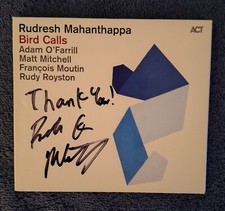 Rudresh Mahanthappa
ACT
Bird Calls
Adam O'Farrill
Matt Mitchell
François Moutin
Rudy Royston
Thank You!